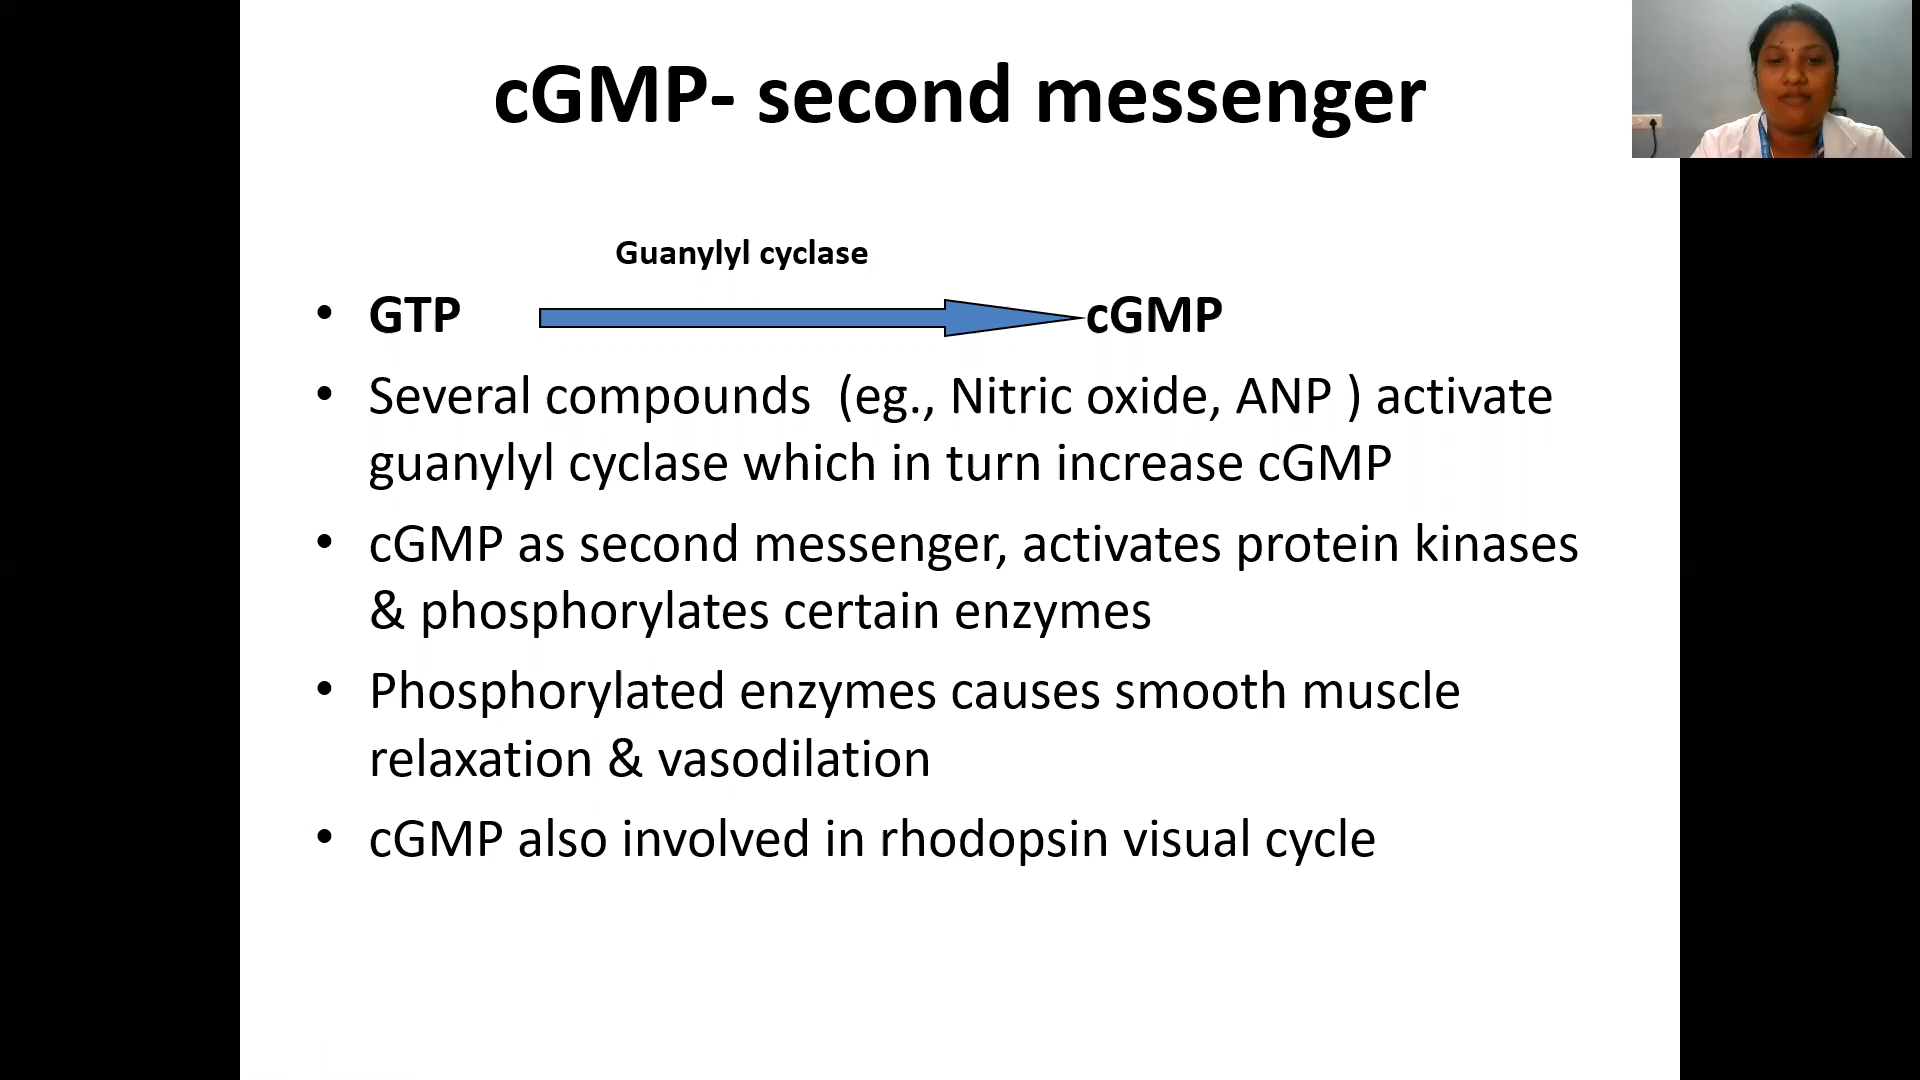 cGMP- second messenger
Guanylyl cyclase
• GTP cGMP
• Several compounds (eg., Nitric oxide, ANP ) activate
guanylyl cyclase which in turn increase cGMP
• cGMP as second messenger, activates protein kinases
& phosphorylates certain enzymes
• Phosphorylated enzymes causes smooth muscle
relaxation & vasodilation
• cGMP also involved in rhodopsin visual cycle